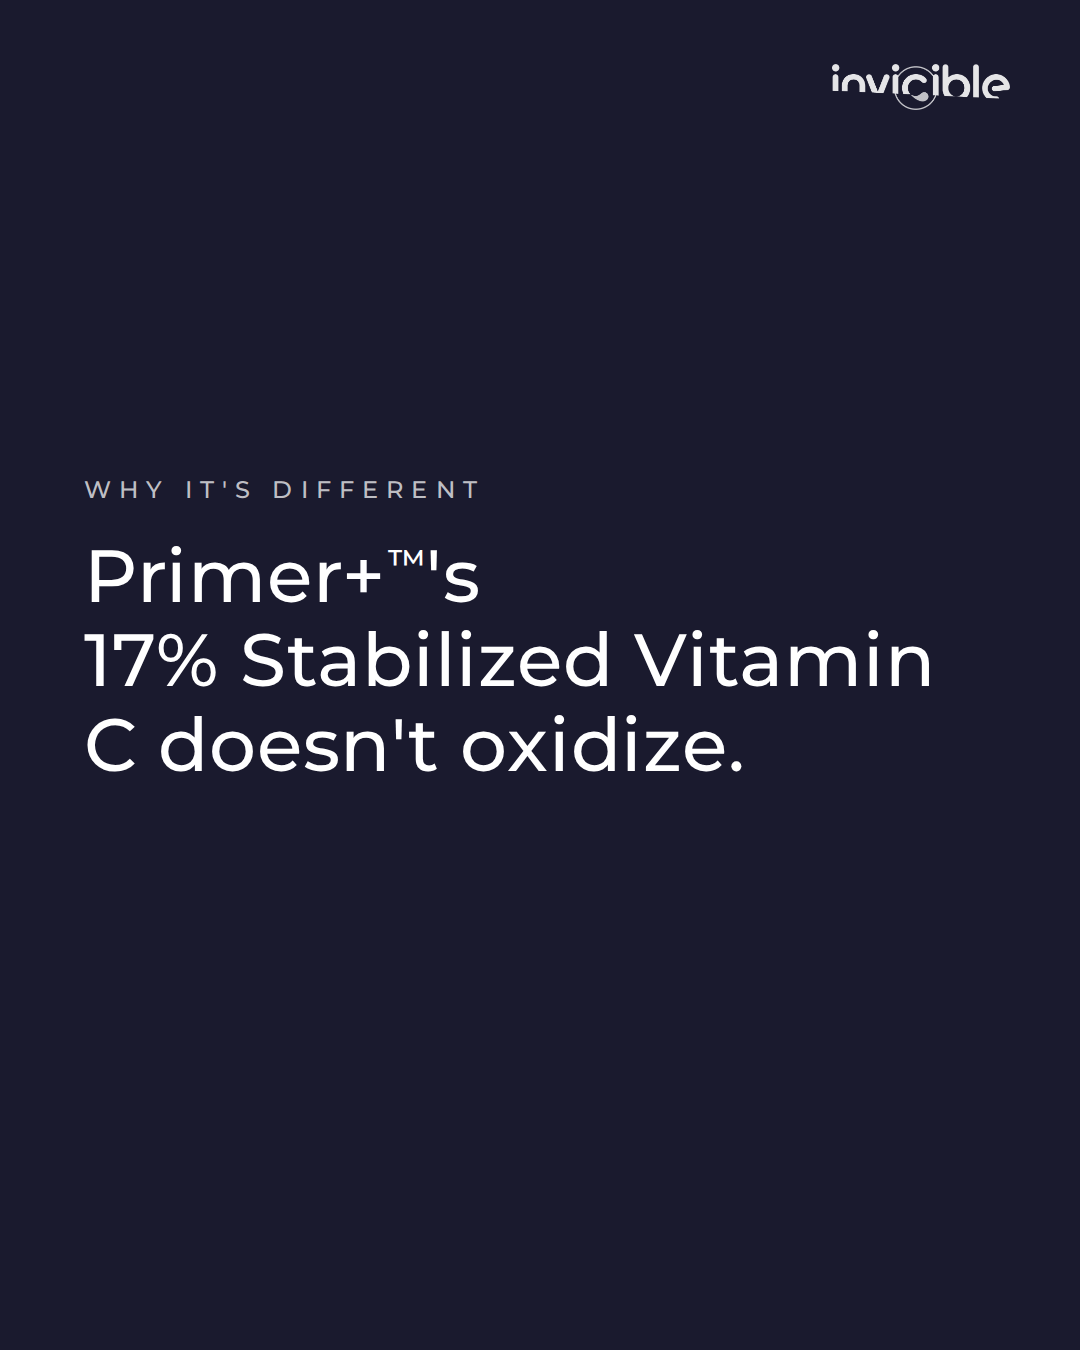 invicible
WHY IT'S DIFFERENT
Primer+™'s
17% Stabilized Vitamin
C doesn't oxidize.